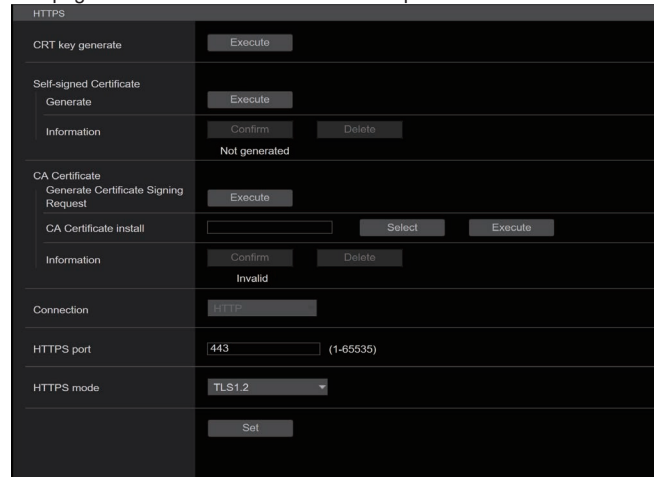 HTTPS
CRT key generate Execute
Self-signed Certificate
Generate Execute
Information Confirm Delete
Not generated
CA Certificate
Generate Certificate Signing
Request Execute
CA Certificate install Select Execute
Information Confirm Delete
Invalid
Connection HTTP
HTTPS port 443 (1-65535)
HTTPS mode TLS1.2
Set